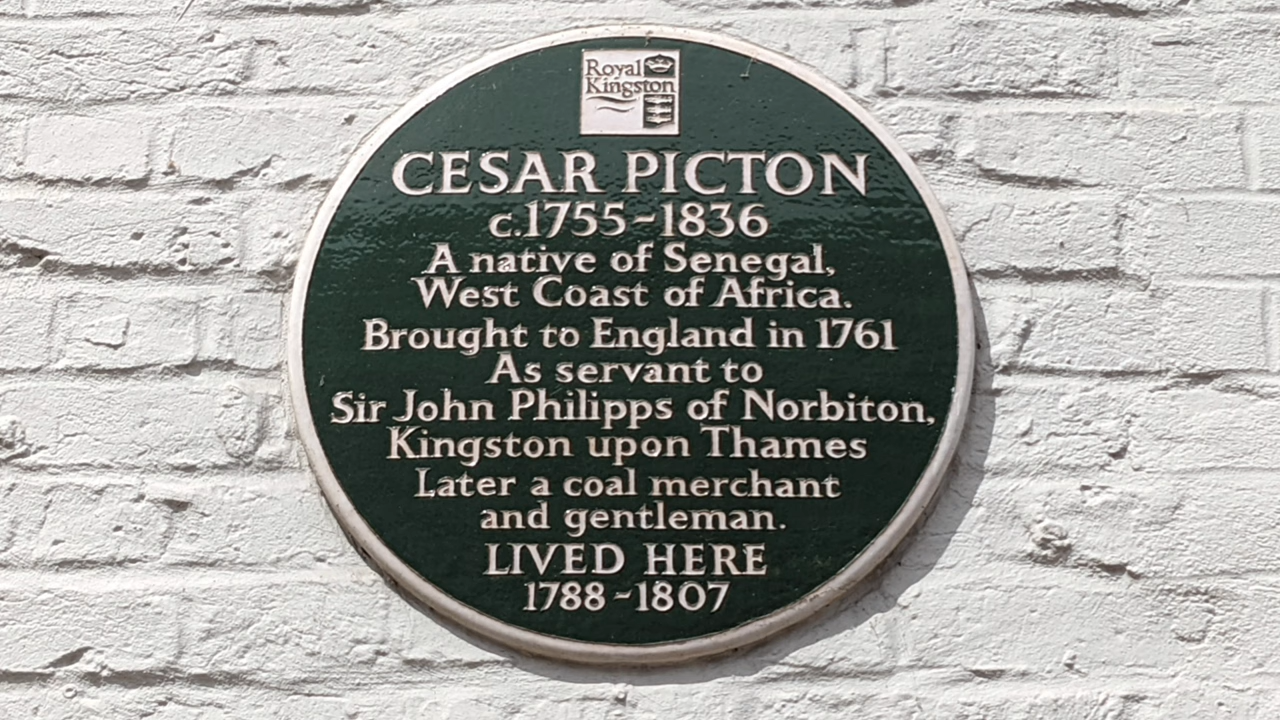 Royal
Kingston
CESAR PICTON
c.1755-1836
A native of Senegal,
West Coast of Africa.
Brought to England in 1761
As servant to
Sir John Philipps of Norbiton,
Kingston upon Thames
Later a coal merchant
and gentleman.
LIVED HERE
1788-1807